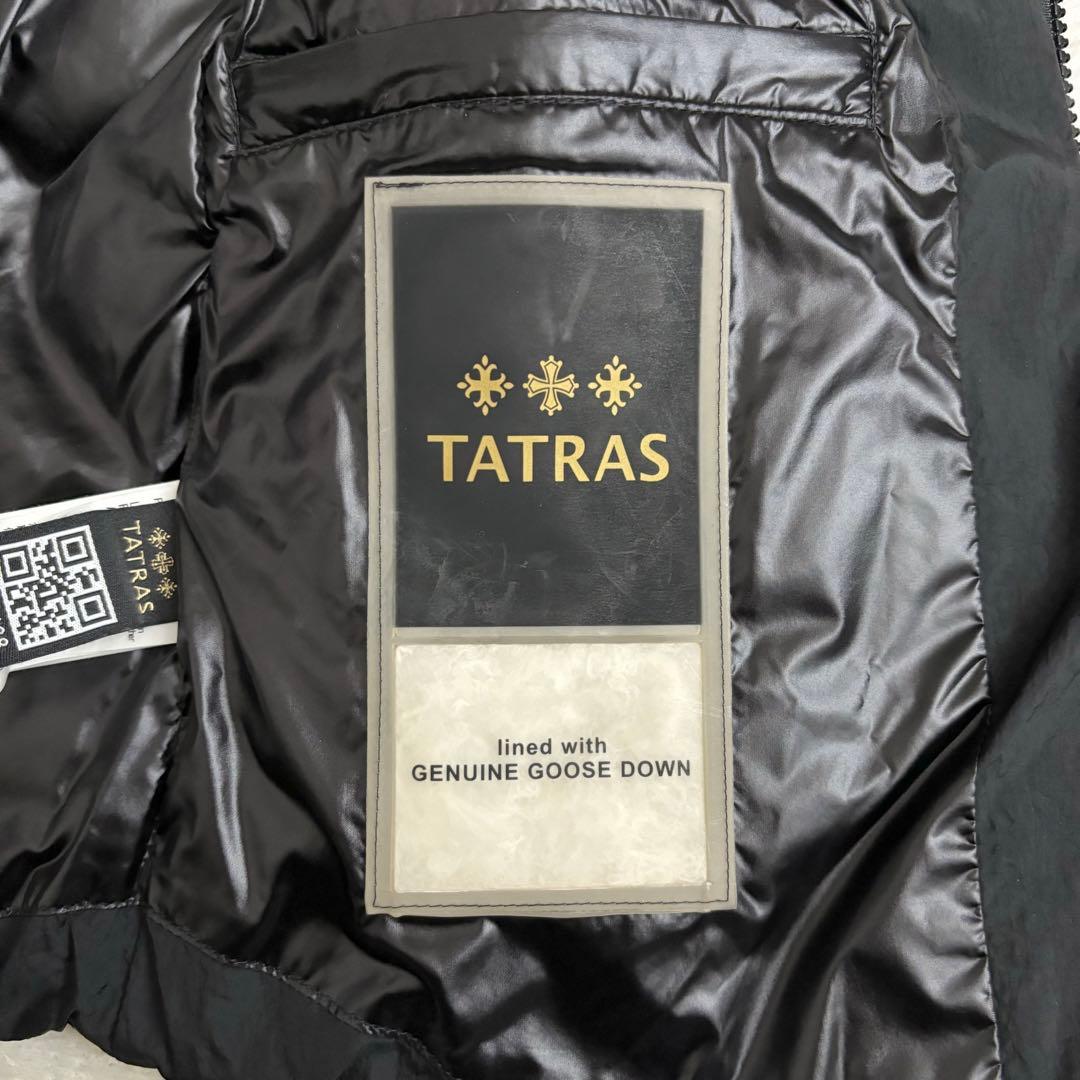 TATRAS
lined with
GENUINE GOOSE DOWN
TATRAS